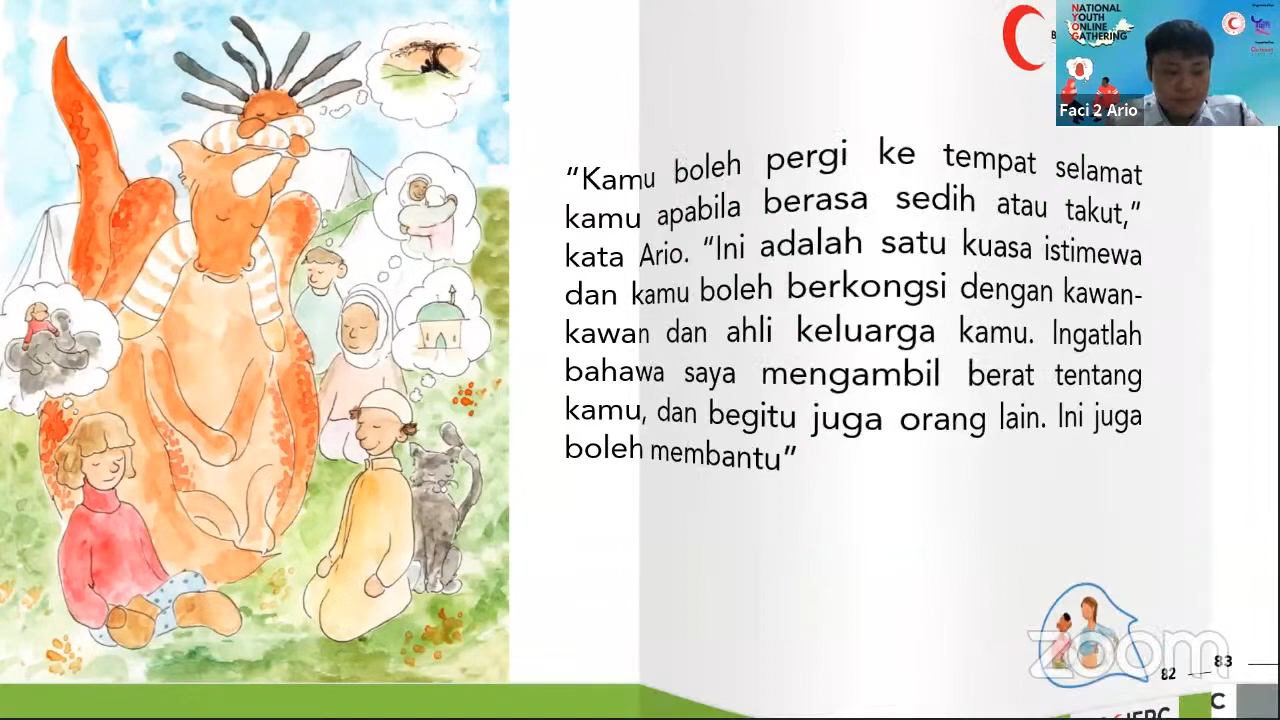 NATIONAL
YOUTH
ONLINE
GATHERING
B
Faci 2 Ario
“Kamu boleh pergi ke tempat selamat
kamu apabila berasa sedih atau takut,”
kata Ario. “Ini adalah satu kuasa istimewa
dan kamu boleh berkongsi dengan kawan-
kawan dan ahli keluarga kamu. Ingatlah
bahawa saya mengambil berat tentang
kamu, dan begitu juga orang lain. Ini juga
boleh membantu”
zoom
82
83
IFRC
C